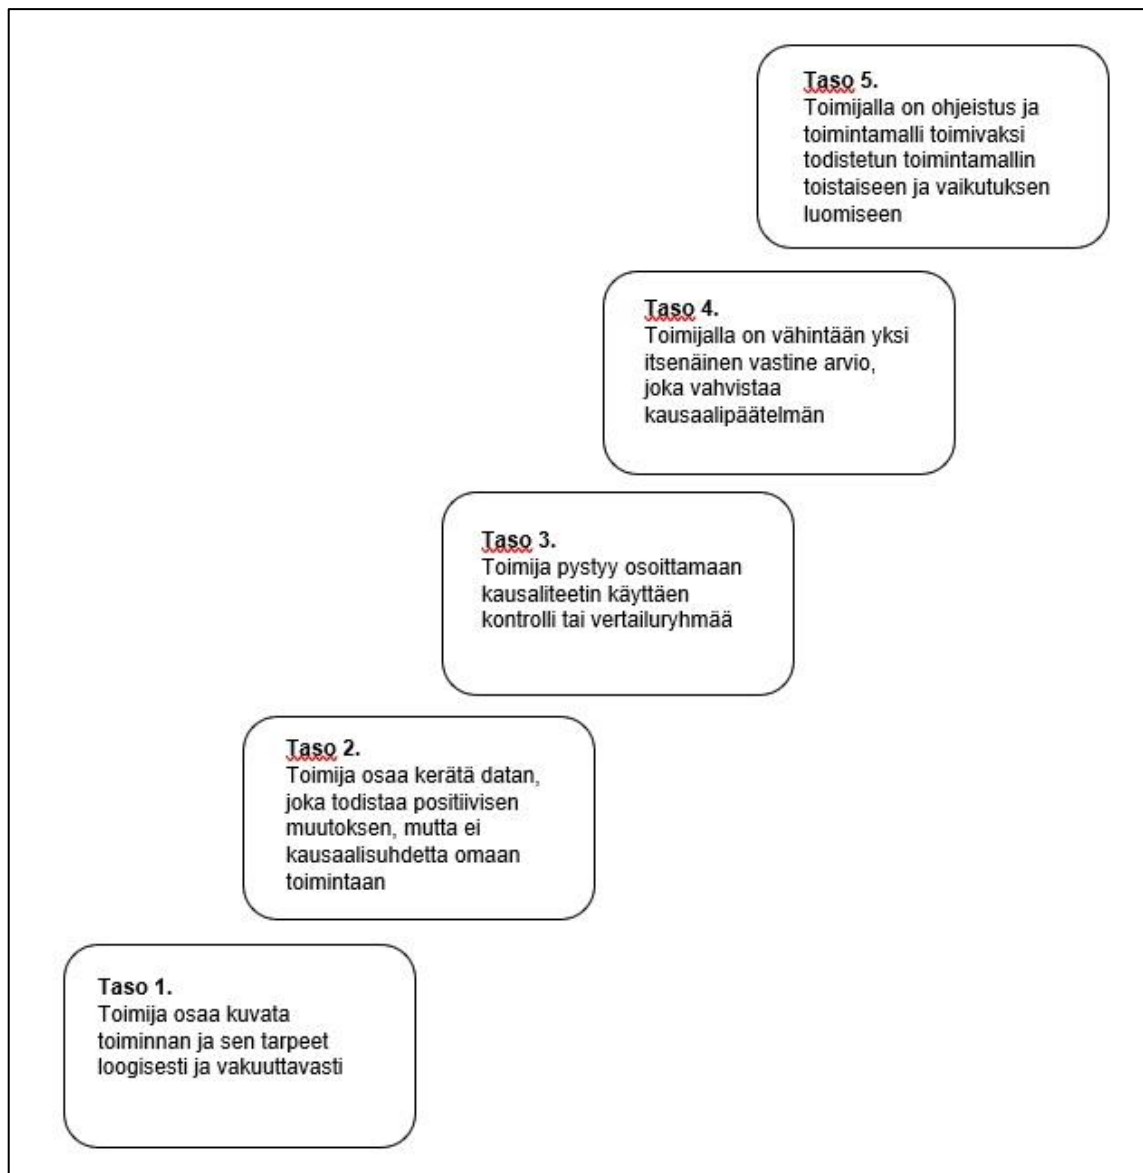 Taso 5.
Toimijalla on ohjeistus ja
toimintamalli toimivaksi
todistetun toimintamallin
toistaiseen ja vaikutuksen
luomiseen
Taso 4.
Toimijalla on vähintään yksi
itsenäinen vastine arvio,
joka vahvistaa
kausaalipäätelmän
Taso 3.
Toimija pystyy osoittamaan
kausaliteetin käyttäen
kontrolli tai vertailuryhmää
Taso 2.
Toimija osaa kerätä datan,
joka todistaa positiivisen
muutoksen, mutta ei
kausaalisuhdetta omaan
toimintaan
Taso 1.
Toimija osaa kuvata
toiminnan ja sen tarpeet
loogisesti ja vakuuttavasti